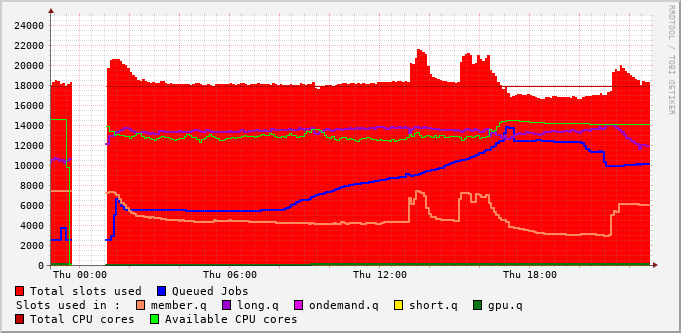 24000
22000
20000
18000
16000
14000
12000
10000
8000
6000
4000
2000
0
Thu 00:00 Thu 06:00 Thu 12:00 Thu 18:00
RRDTOOL / TOBI OETIKER
Total slots used Queued Jobs
Slots used in : member.q long.q ondemand.q short.q gpu.q
Total CPU cores Available CPU cores